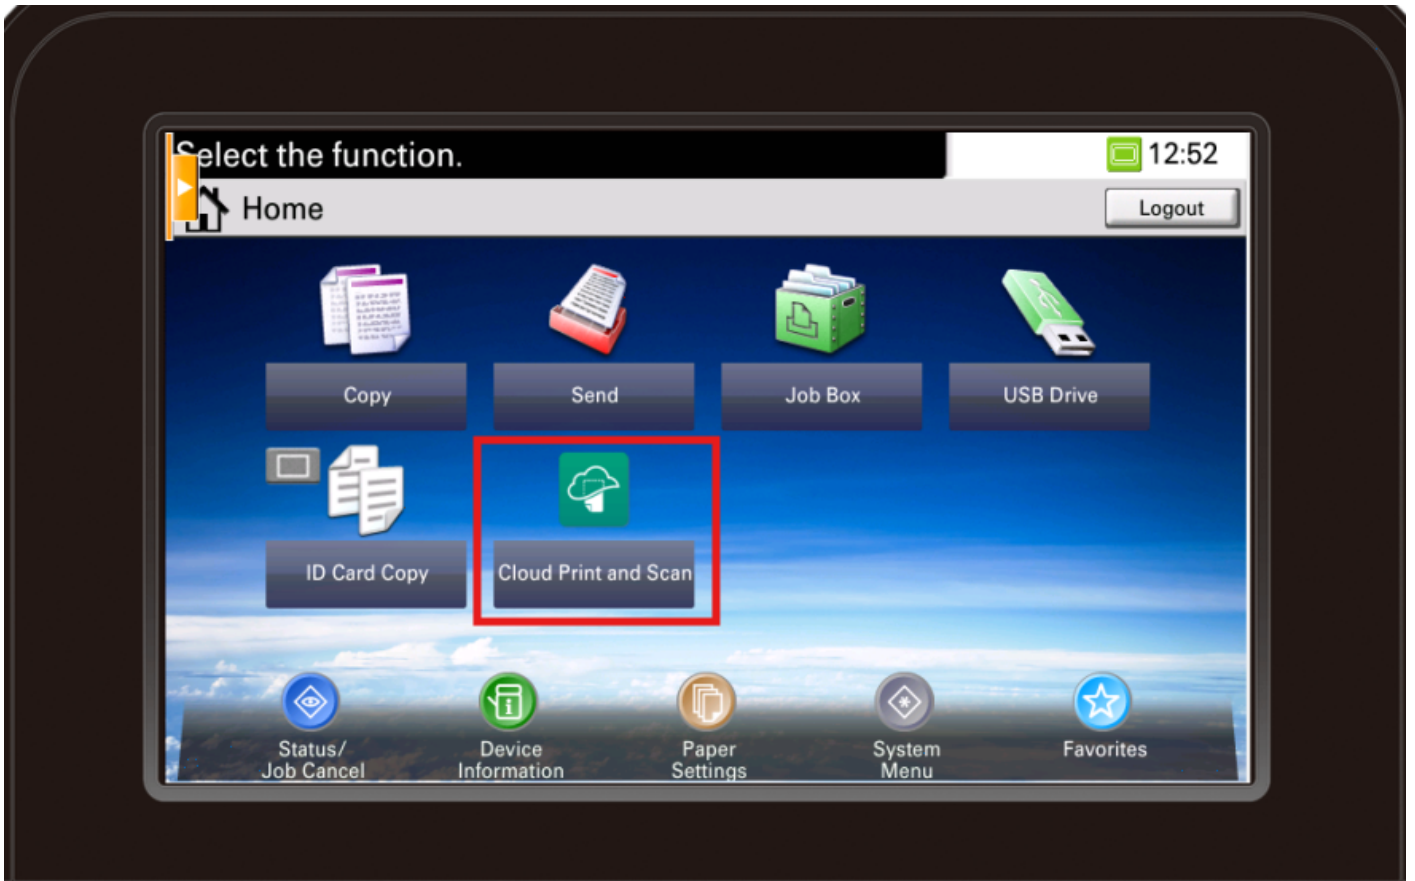 Select the function.
12:52
Home
Logout
Copy
Send
Job Box
USB Drive
ID Card Copy
Cloud Print and Scan
Status/
Job Cancel
Device
Information
Paper
Settings
System
Menu
Favorites